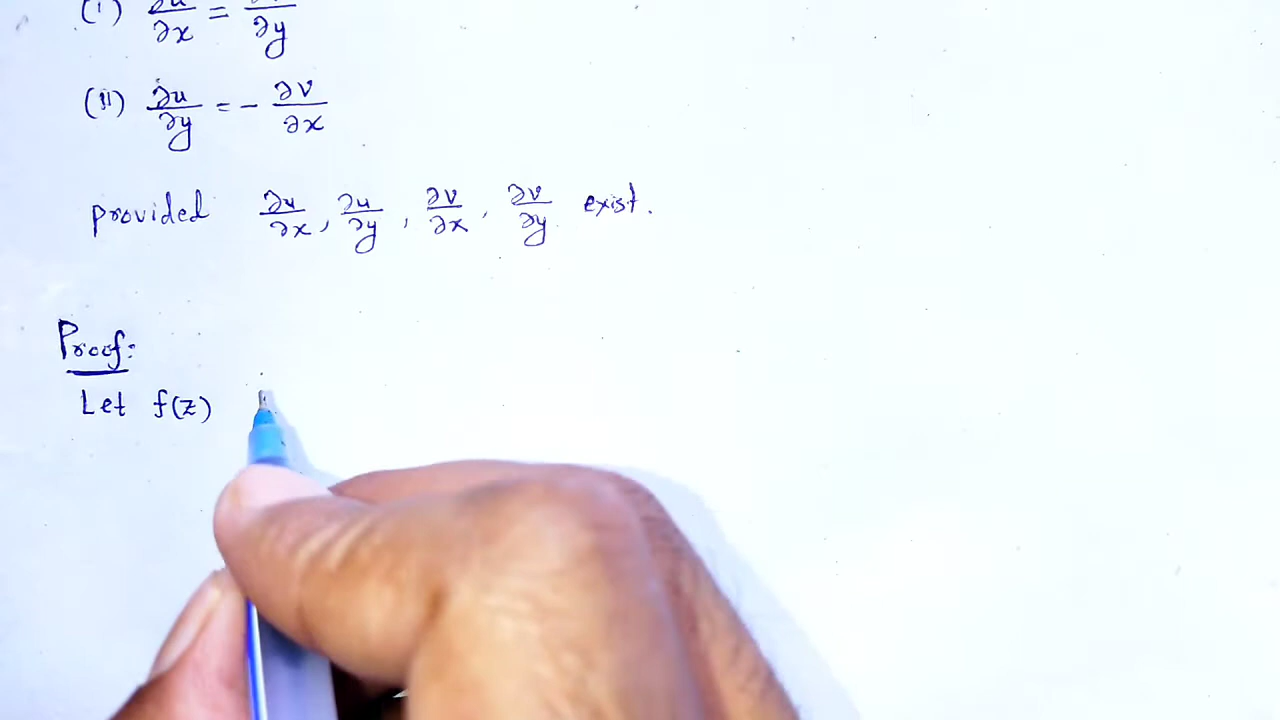 (i) ∂u/∂x = ∂v/∂y
(II) ∂u/∂y = - ∂v/∂x
provided ∂u/∂x, ∂u/∂y, ∂v/∂x, ∂v/∂y exist.
Proof:
Let f(z)